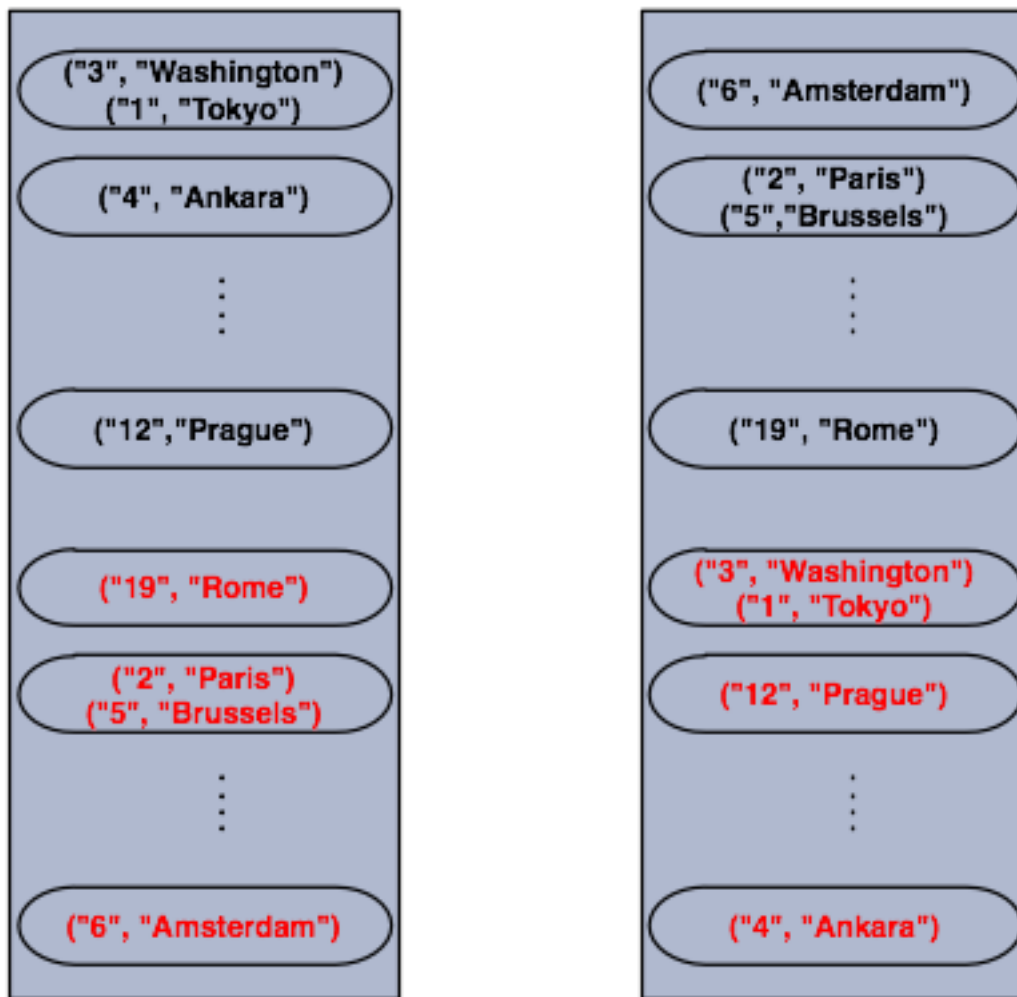 ("3", "Washington")
("1", "Tokyo")
("4", "Ankara")
("12","Prague")
("19", "Rome")
("2", "Paris")
("5", "Brussels")
("6", "Amsterdam")
("6", "Amsterdam")
("2", "Paris")
("5","Brussels")
("19", "Rome")
("3", "Washington")
("1", "Tokyo")
("12", "Prague")
("4", "Ankara")